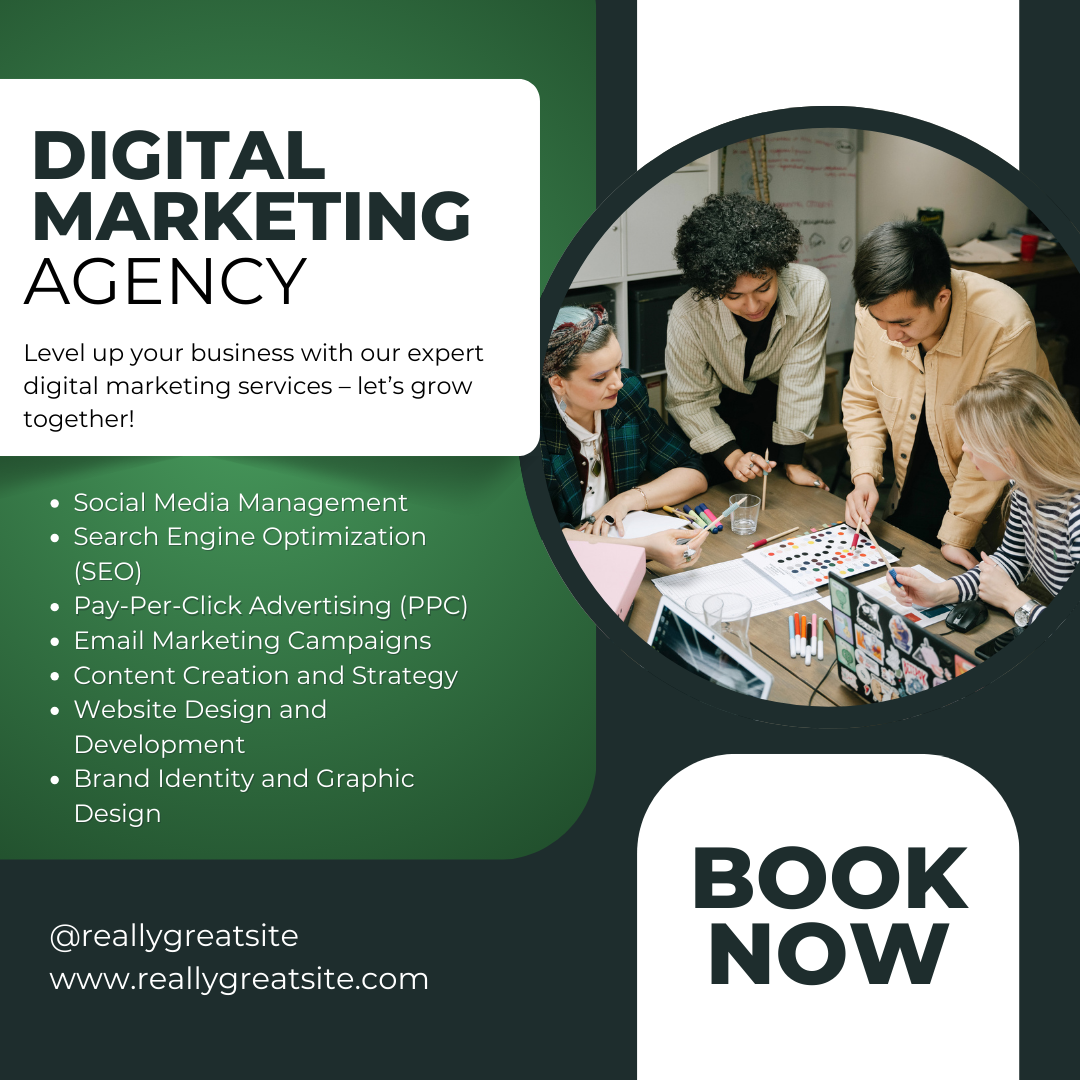 DIGITAL
MARKETING
AGENCY
Level up your business with our expert
digital marketing services – let’s grow
together!
• Social Media Management
• Search Engine Optimization
(SEO)
• Pay-Per-Click Advertising (PPC)
• Email Marketing Campaigns
• Content Creation and Strategy
• Website Design and
Development
• Brand Identity and Graphic
Design
@reallygreatsite
www.reallygreatsite.com
BOOK
NOW